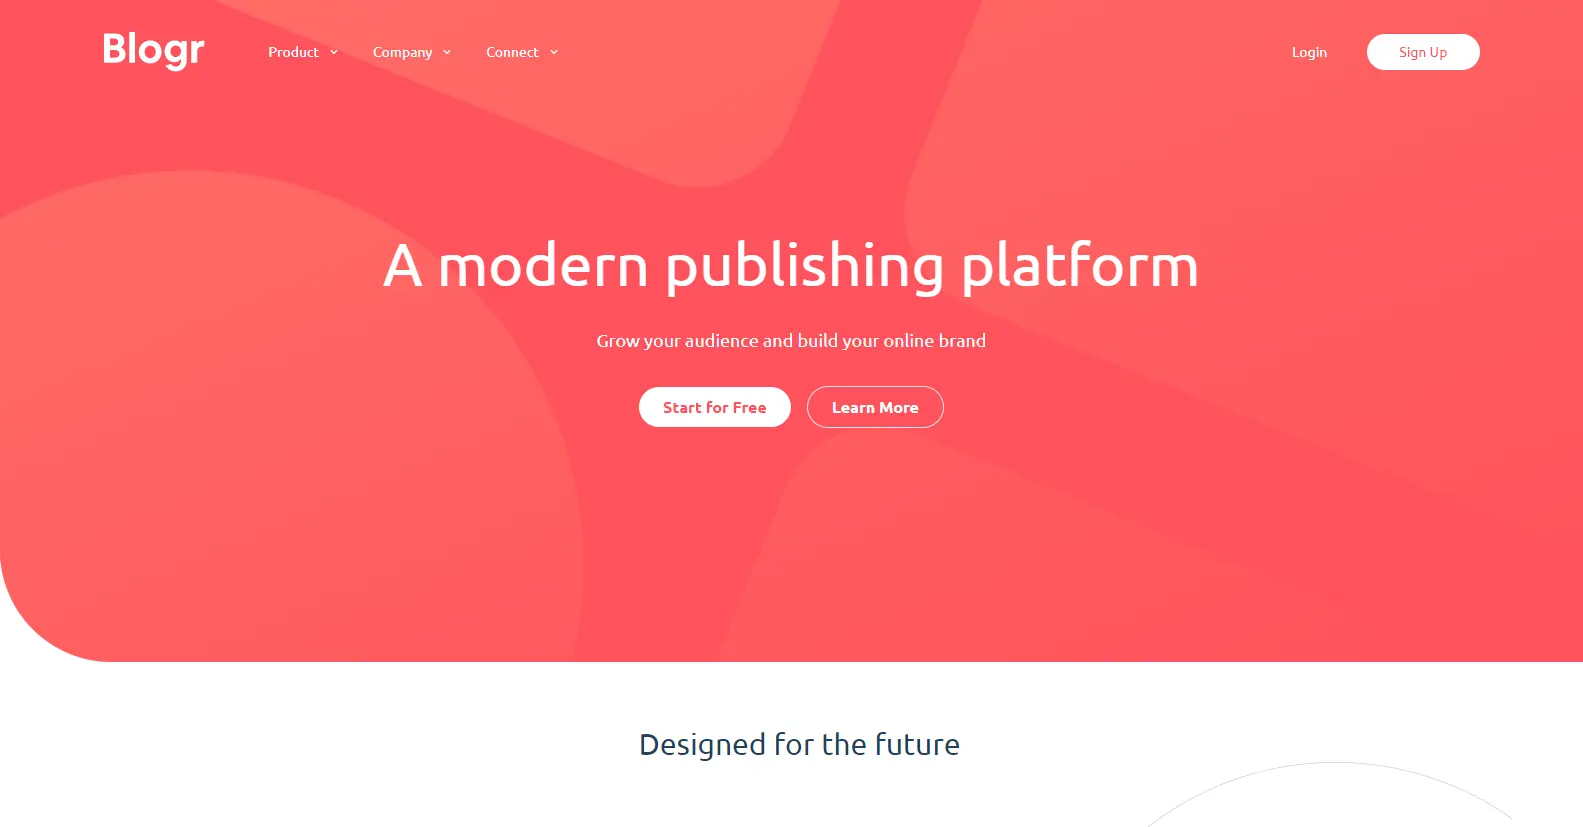 Blogr
Product
Company
Connect
Login
Sign Up
A modern publishing platform
Grow your audience and build your online brand
Start for Free
Learn More
Designed for the future